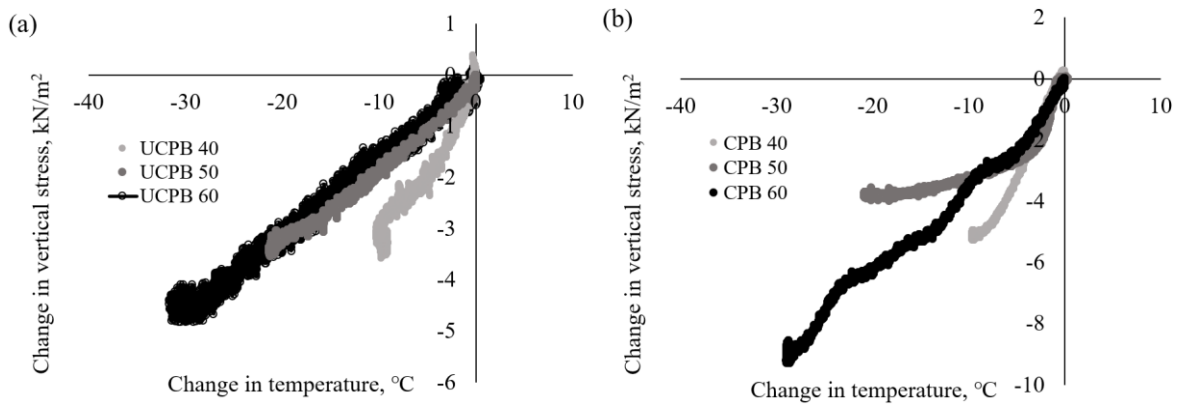 (a)
1
0
-40
-30
-20
-10
0
10
1
-2
-3
-4
-5
-6
UCPB 40
UCPB 50
UCPB 60
Change in vertical stress, kN/m²
Change in temperature, °C
(b)
2
0
-40
-30
-20
-10
0
10
2
-4
-6
-8
-10
CPB 40
CPB 50
CPB 60
Change in vertical stress, kN/m²
Change in temperature, °C